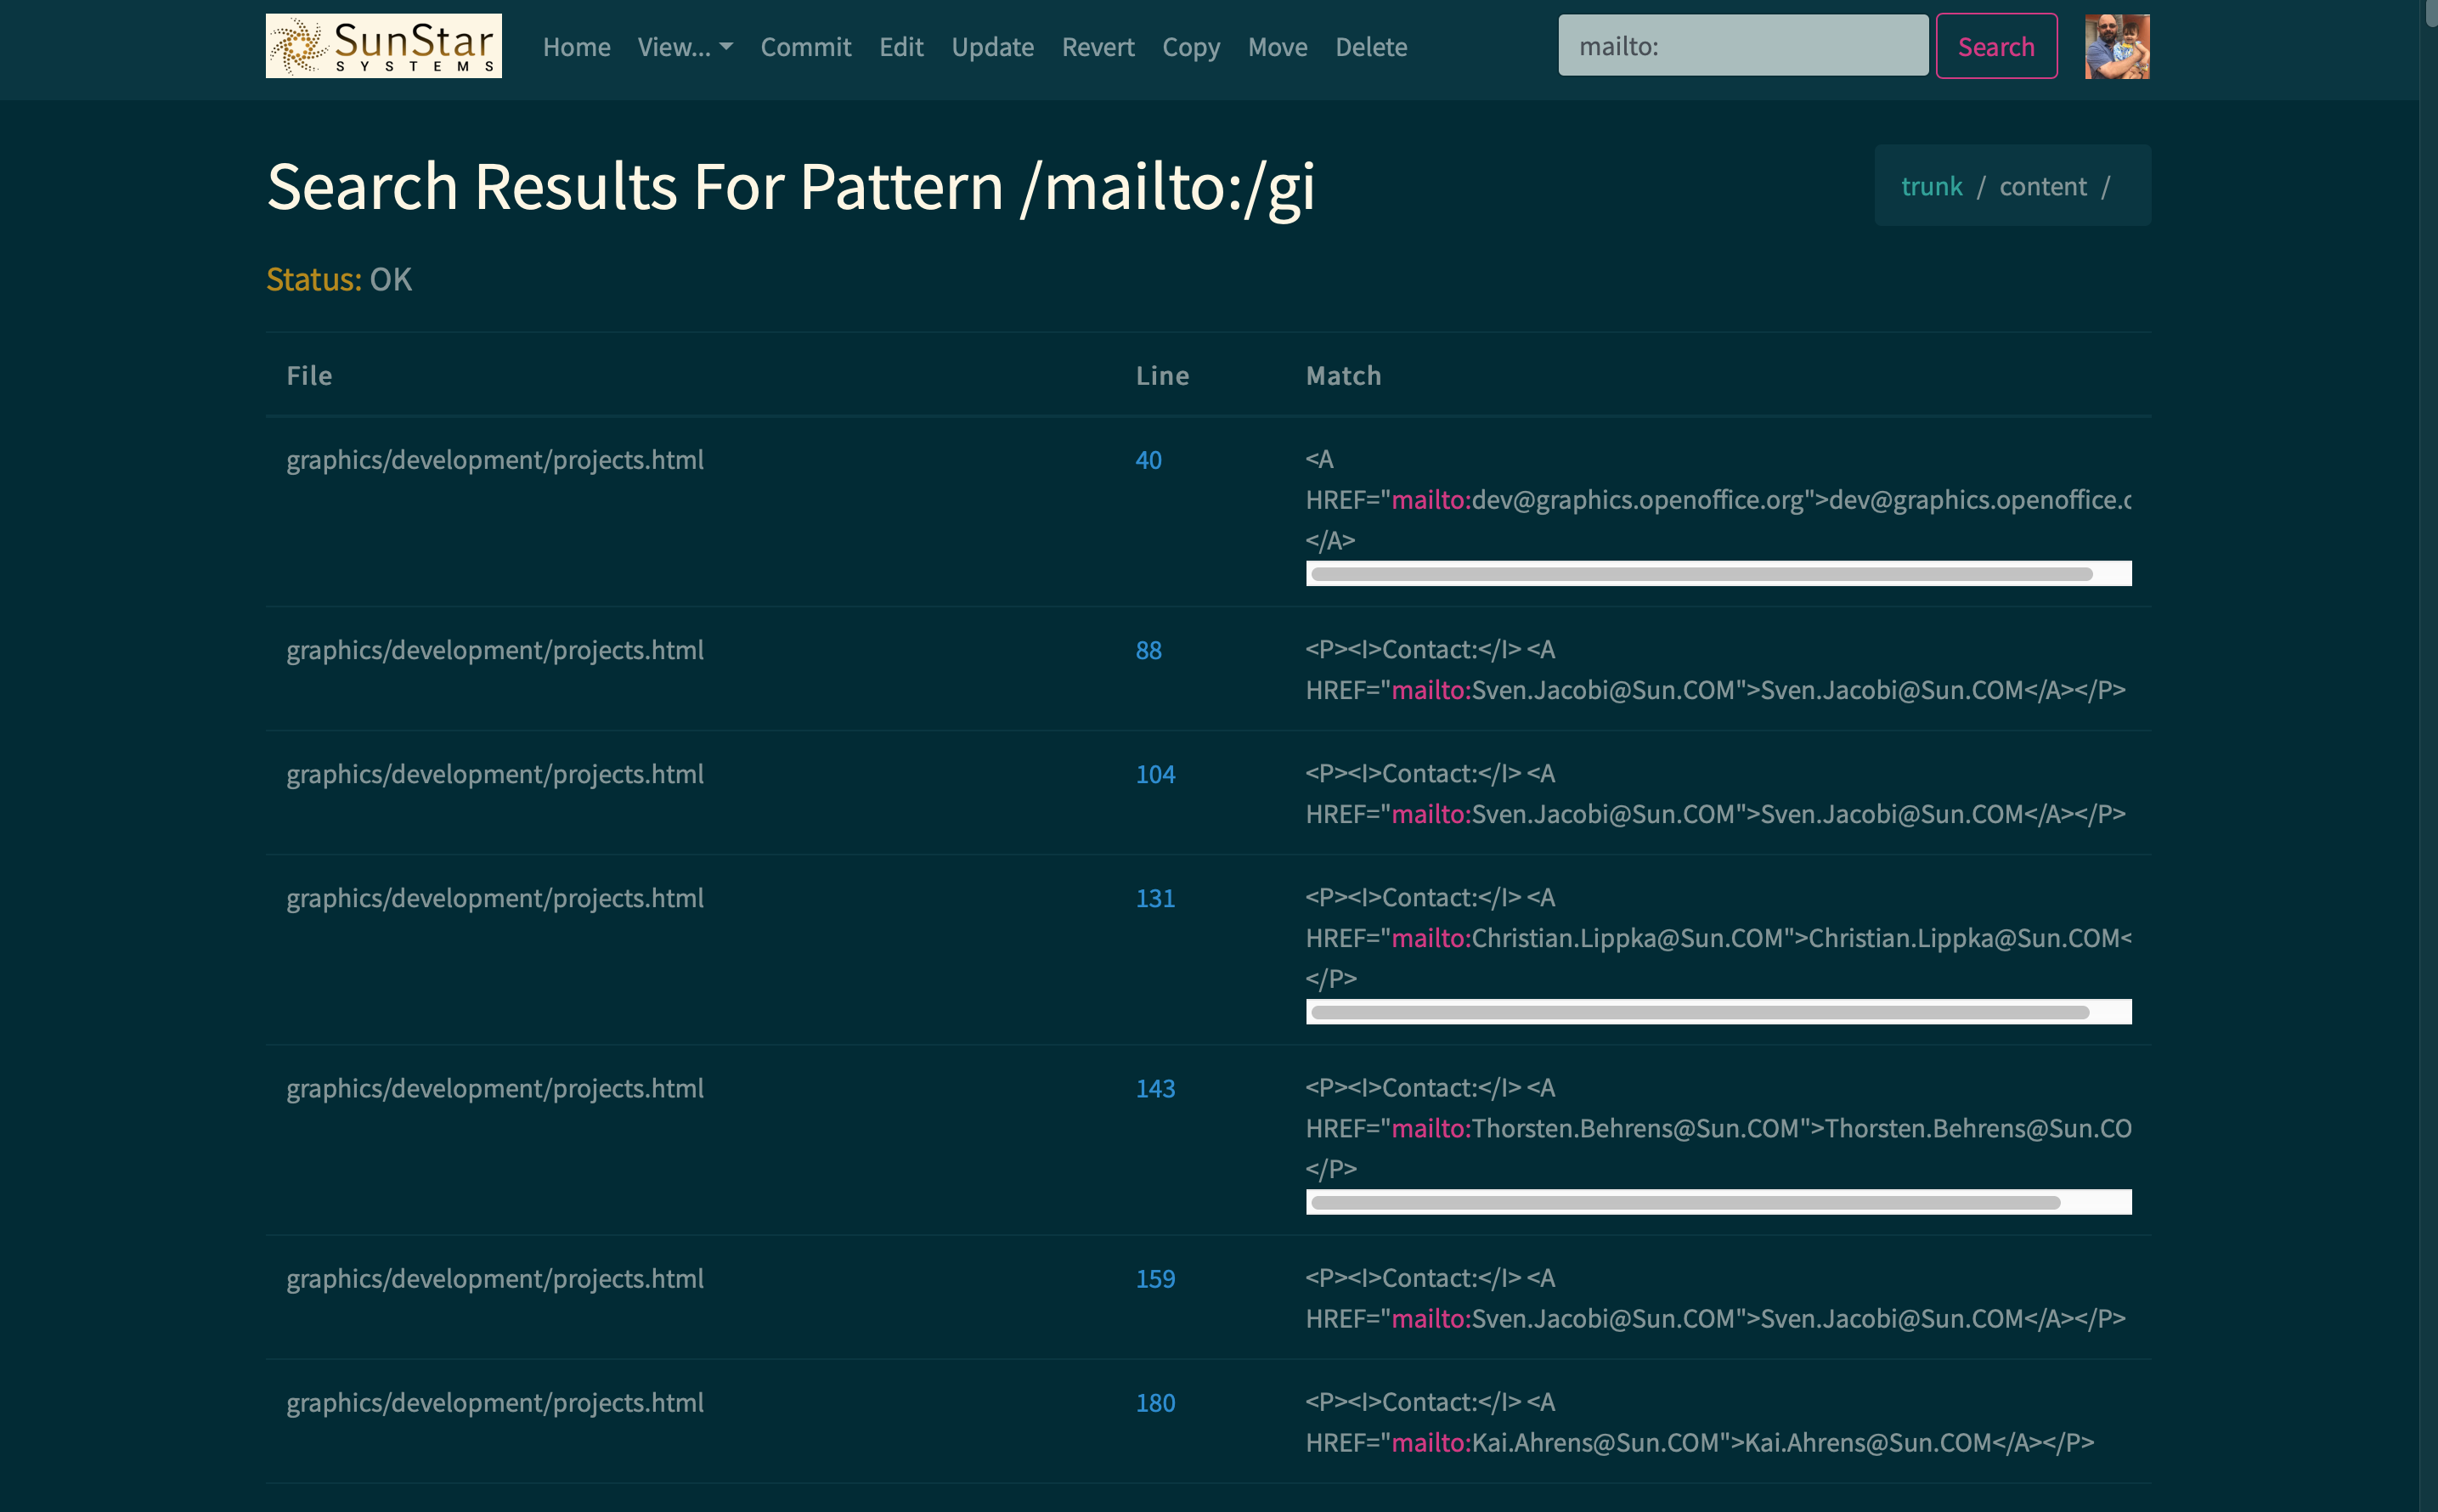 SunStar
SYSTEMS
Home View... Commit Edit Update Revert Copy Move Delete
mailto:
Search
Search Results For Pattern /mailto:/gi
trunk / content /
Status: OK
File Line Match
graphics/development/projects.html 40 <A
HREF="mailto:dev@graphics.openoffice.org">dev@graphics.openoffice.
</A>
graphics/development/projects.html 88 <P><I>Contact:</I> <A
HREF="mailto:Sven.Jacobi@Sun.COM">Sven.Jacobi@Sun.COM</A></P>
graphics/development/projects.html 104 <P><I>Contact:</I> <A
HREF="mailto:Sven.Jacobi@Sun.COM">Sven.Jacobi@Sun.COM</A></P>
graphics/development/projects.html 131 <P><I>Contact:</I> <A
HREF="mailto:Christian.Lippka@Sun.COM">Christian.Lippka@Sun.COM<
</P>
graphics/development/projects.html 143 <P><I>Contact:</I> <A
HREF="mailto:Thorsten.Behrens@Sun.COM">Thorsten.Behrens@Sun.CO
</P>
graphics/development/projects.html 159 <P><I>Contact:</I> <A
HREF="mailto:Sven.Jacobi@Sun.COM">Sven.Jacobi@Sun.COM</A></P>
graphics/development/projects.html 180 <P><I>Contact:</I> <A
HREF="mailto:Kai.Ahrens@Sun.COM">Kai.Ahrens@Sun.COM</A></P>